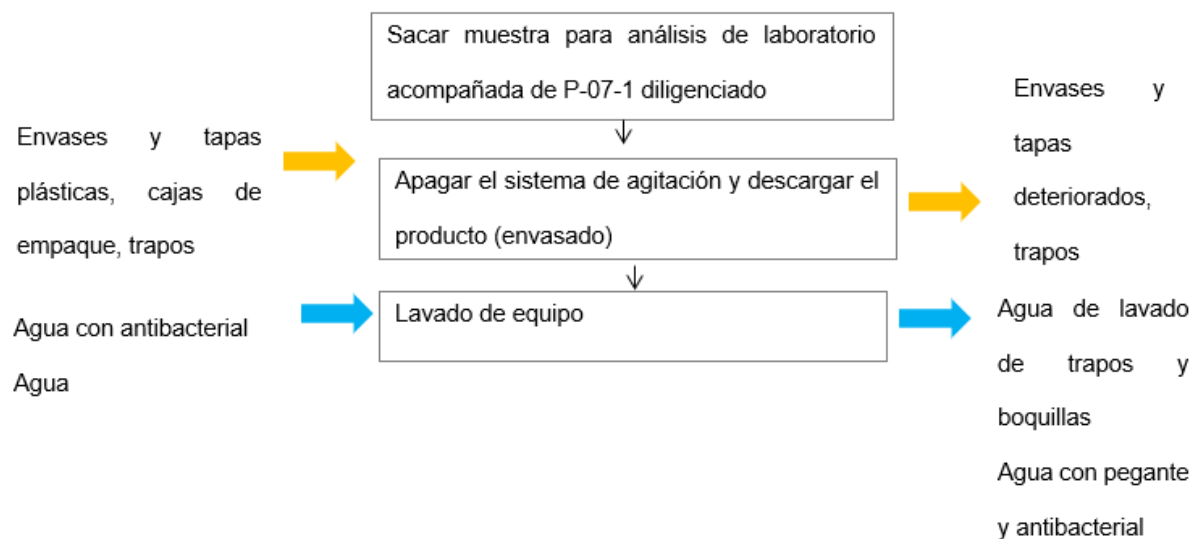 Sacar muestra para análisis de laboratorio
acompañada de P-07-1 diligenciado
Envases y tapas
plásticas, cajas de
empaque, trapos
Apagar el sistema de agitación y descargar el
producto (envasado)
Envases y
tapas
deteriorados,
trapos
Agua con antibacterial
Agua
Lavado de equipo
Agua de lavado
de trapos y
boquillas
Agua con pegante
y antibacterial